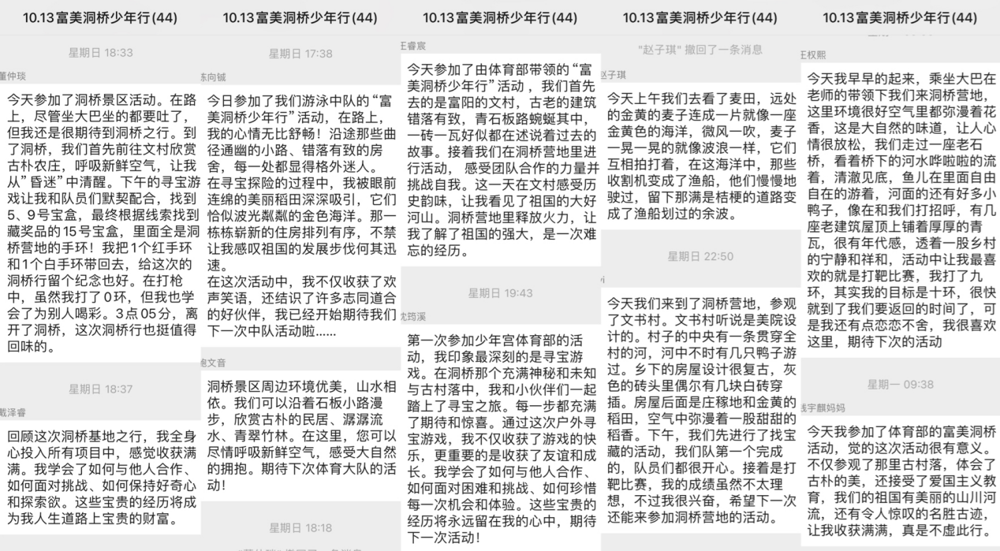 10.13富美洞桥少年行(44)
星期日 18:33
董仲琰
今天参加了洞桥景区活动。在路
上，尽管坐大巴坐的都要吐了，
但我还是很期待到洞桥之行。到
了洞桥，我们首先前往文村欣赏
古朴农庄，呼吸新鲜空气，让我
从”昏迷”中清醒。下午的寻宝游
戏让我和队员们默契配合，找到
5、9号宝盒，最终根据线索找到
藏奖品的15号宝盒，里面全是洞
桥营地的手环！我把1个红手环
和1个白手环带回去，给这次的
洞桥行留个纪念也好。在打枪
中，虽然我打了0环，但我也学
会了为别人喝彩。3点05分，离
开了洞桥，这次洞桥行也挺值得
回味的。
星期日 18:37
戴泽睿
回顾这次洞桥基地之行，我全身
心投入所有项目中，感觉收获满
满。我学会了如何与他人合作、
如何面对挑战、如何保持好奇心
和探索欲。这些宝贵的经历将成
为我人生道路上宝贵的财富。
10.13富美洞桥少年行(44)
星期日 17:38
陈向铖
今日参加了我们游泳中队的“富
美洞桥少年行”活动，在路上，
我的心情无比舒畅！沿途那些曲
径通幽的小路、错落有致的房
舍，每一处都显得格外迷人。
在寻宝探险的过程中，我被眼前
连绵的美丽稻田深深吸引，它们
恰似波光粼粼的金色海洋。那一
栋栋崭新的住房排列有序，不禁
让我感叹祖国的发展步伐何其迅
速。
在这次活动中，我不仅收获了欢
声笑语，还结识了许多志同道合
的好伙伴，我已经开始期待我们
下一次中队活动啦……
鲍文音
洞桥景区周边环境优美，山水相
依。我们可以沿着石板小路漫
步，欣赏古朴的民居、潺潺流
水、青翠竹林。在这里，您可以
尽情呼吸新鲜空气，感受大自然
的拥抱。期待下次体育大队的活
动！
星期日 18:18
10.13富美洞桥少年行(44)
王睿宸
今天参加了由体育部带领的“富
美洞桥少年行”活动，我们首先
去的是富阳的文村，古老的建筑
错落有致，青石板路蜿蜒其中，
一砖一瓦好似都在述说着过去的
故事。接着我们在洞桥营地里进
行活动， 感受团队合作的力量并
挑战自我。这一天在文村感受历
史韵味，让我看见了祖国的大好
河山。洞桥营地里释放火力，让
我了解了祖国的强大，是一次难
忘的经历。
星期日 19:43
沈筠溪
第一次参加少年宫体育部的活
动，我印象最深刻的是寻宝游
戏。在洞桥那个充满神秘和未知
与古村落中，我和小伙伴们一起
踏上了寻宝之旅。每一步都充满
了期待和惊喜。通过这次户外寻
宝游戏，我不仅收获了游戏的快
乐，更重要的是收获了友谊和成
长。我学会了如何与他人合作、
如何面对困难和挑战、如何珍惜
每一次机会和体验。这些宝贵的
经历将永远留在我的心中，期待
下一次活动！
10.13富美洞桥少年行(44)
"赵子琪" 撤回了一条消息
赵子琪
今天上午我们去看了麦田，远处
的金黄的麦子连成一片就像一座
金黄色的海洋，微风一吹，麦子
一晃一晃的就像波浪一样，它们
互相拍打着，在这海洋中，那些
收割机变成了渔船，他们慢慢地
驶过，留下那满是桔梗的道路变
成了渔船划过的余波。
星期日 22:50
今天我们来到了洞桥营地，参观
了文书村。文书村听说是美院设
计的。村子的中央有一条贯穿全
村的河，河中不时有几只鸭子游
过。乡下的房屋设计很复古，灰
色的砖头里偶尔有几块白砖穿
插。房屋后面是庄稼地和金黄的
稻田，空气中弥漫着一股甜甜的
稻香。下午，我们先进行了找宝
藏的活动，我们队第一个完成
的，队员们都很开心。接着是打
靶比赛，我的成绩虽然不太理
想，不过我很兴奋，希望下一次
还能来参加洞桥营地的活动。
10.13富美洞桥少年行(44)
王权熙
今天我早早的起来，乘坐大巴在
老师的带领下我们来洞桥营地，
这里环境很好空气里都弥漫着花
香，这是大自然的味道，让人心
情很放松，我们走过一座老石
桥，看着桥下的河水哗啦啦的流
着，清澈见底，鱼儿在里面自由
自在的游着，河面的还有好多小
鸭子，像在和我们打招呼，有几
座老建筑屋顶上铺着厚厚的青
瓦，很有年代感，透着一股乡村
的宁静和祥和，活动中让我最喜
欢的就是打靶比赛，我打了九
环，其实我的目标是十环，很快
就到了我们要返回的时间了，可
是我还有点恋恋不舍，我很喜欢
这里，期待下次的活动
星期一 09:38
钱宇麒妈妈
今天我参加了体育部的富美洞桥
活动，觉的这次活动很有意义。
不仅参观了那里古村落，体会了
古朴的美，还接受了爱国主义教
育，我们的祖国有美丽的山川河
流，还有令人惊叹的名胜古迹，
让我收获满满，真是不虚此行。